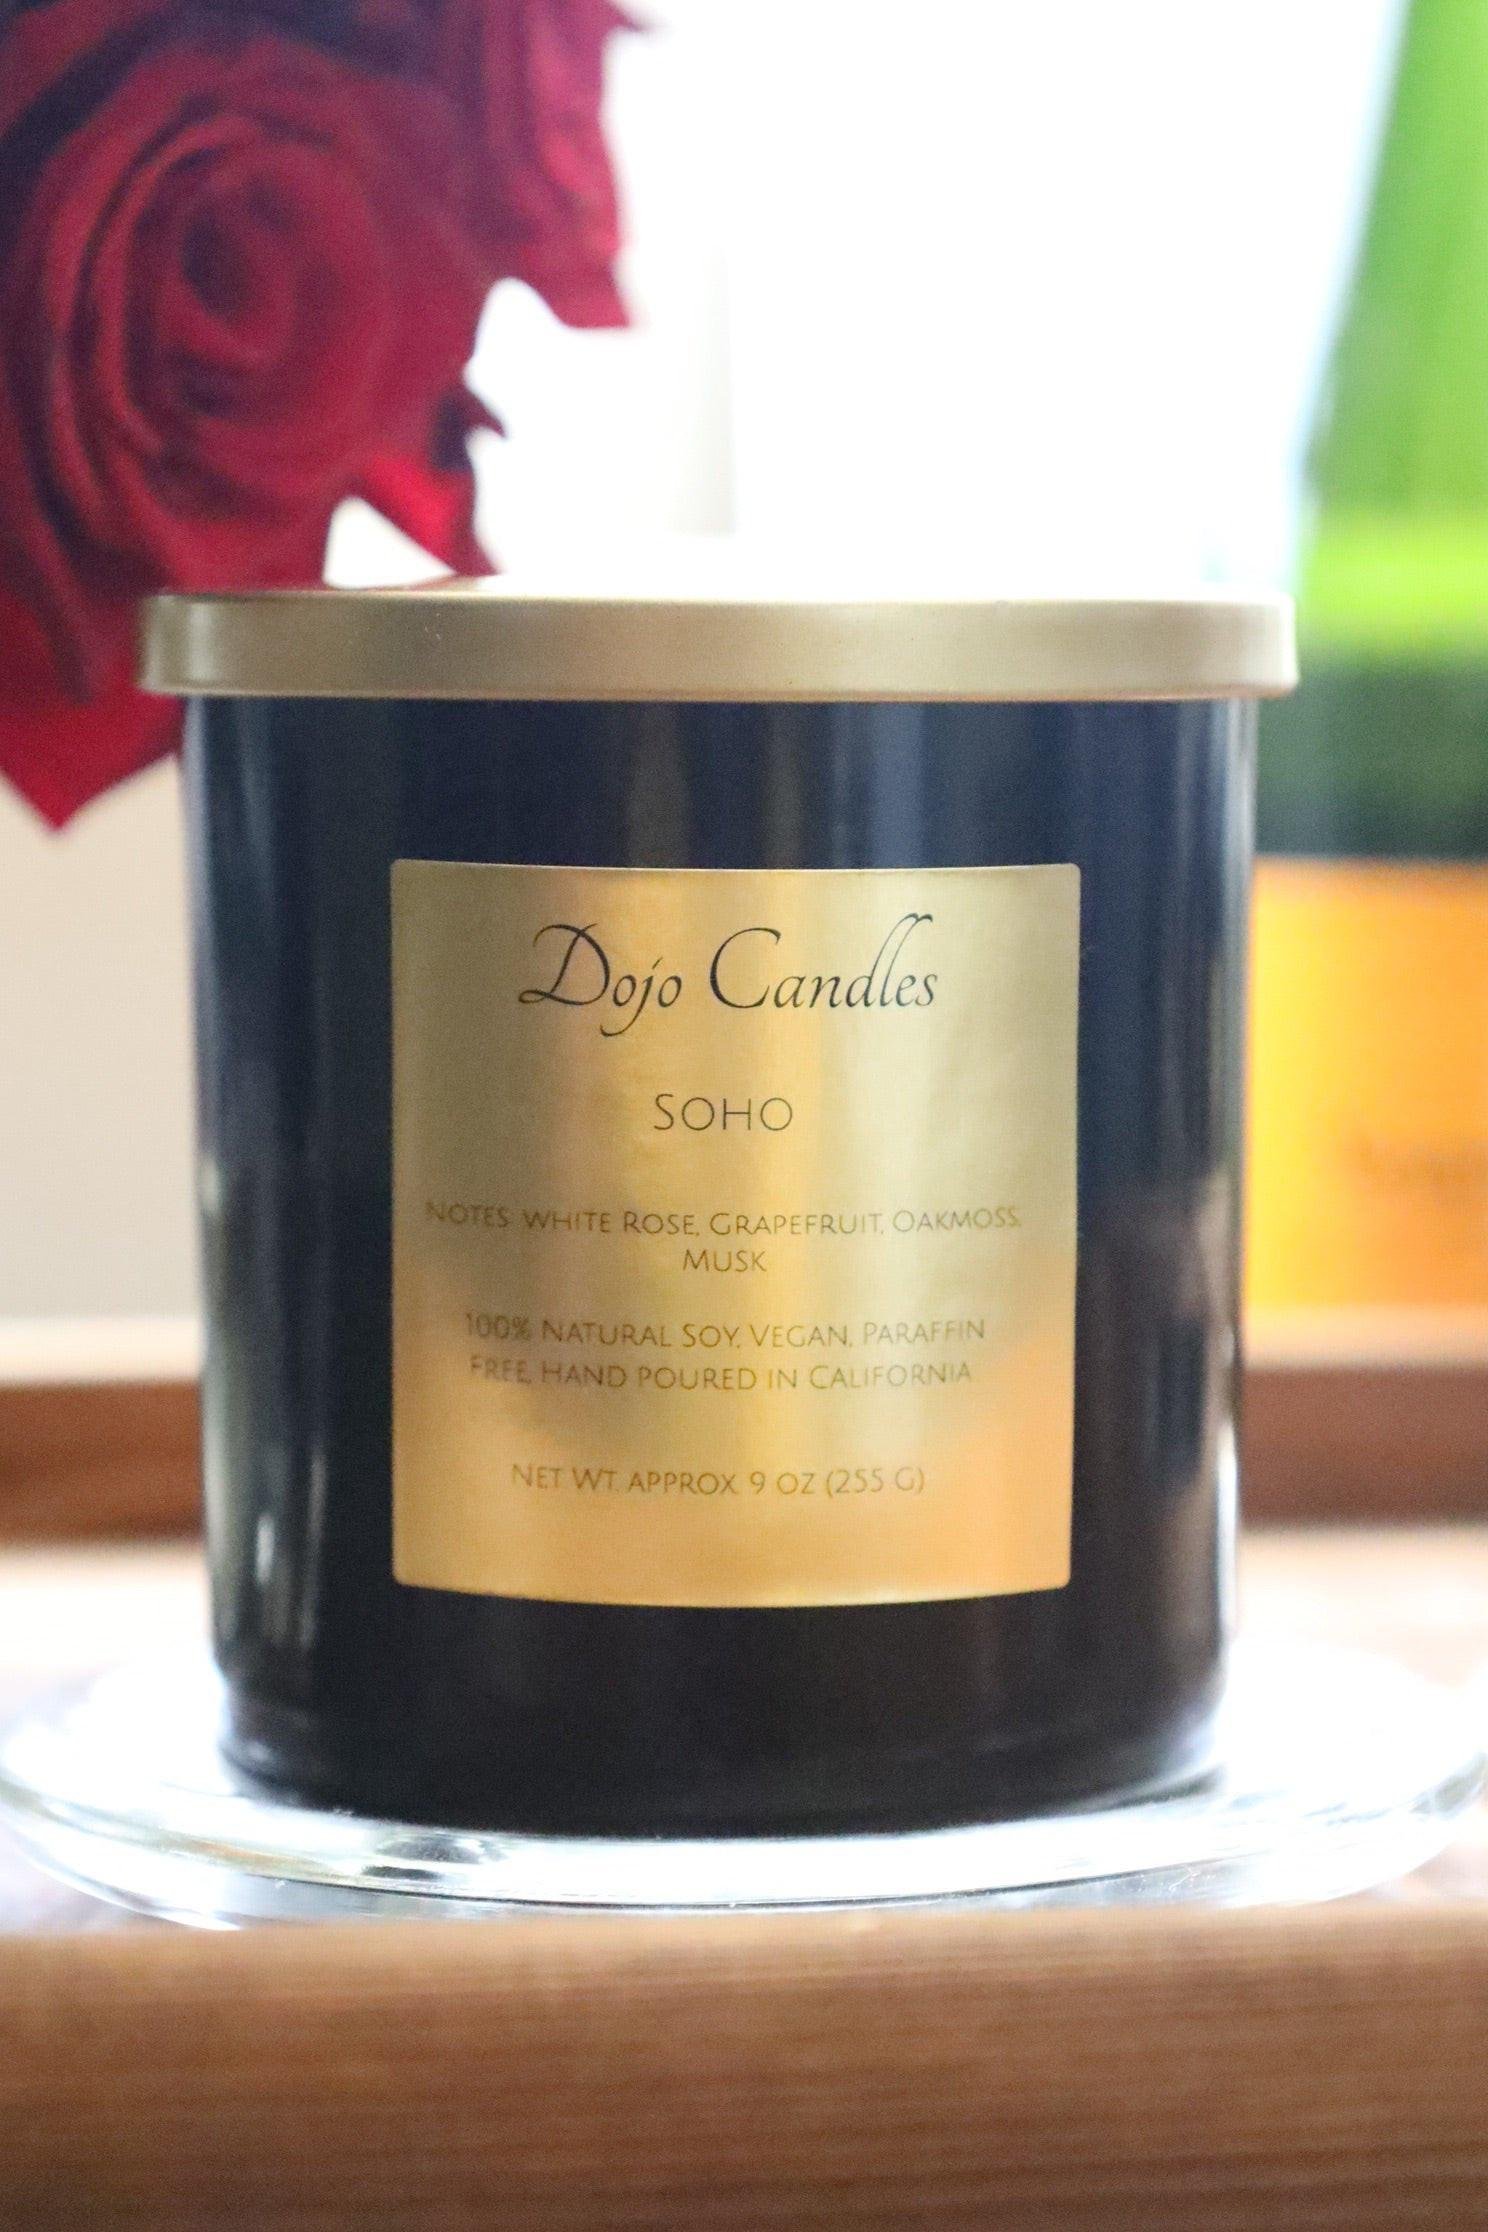 Dojo Candles
SOHO
NOTES: WHITE ROSE, GRAPEFRUIT, OAKMOSS,
MUSK
100% NATURAL SOY, VEGAN, PARAFFIN
FREE, HAND POURED IN CALIFORNIA
NET WT. APPROX 9 OZ (255 G)